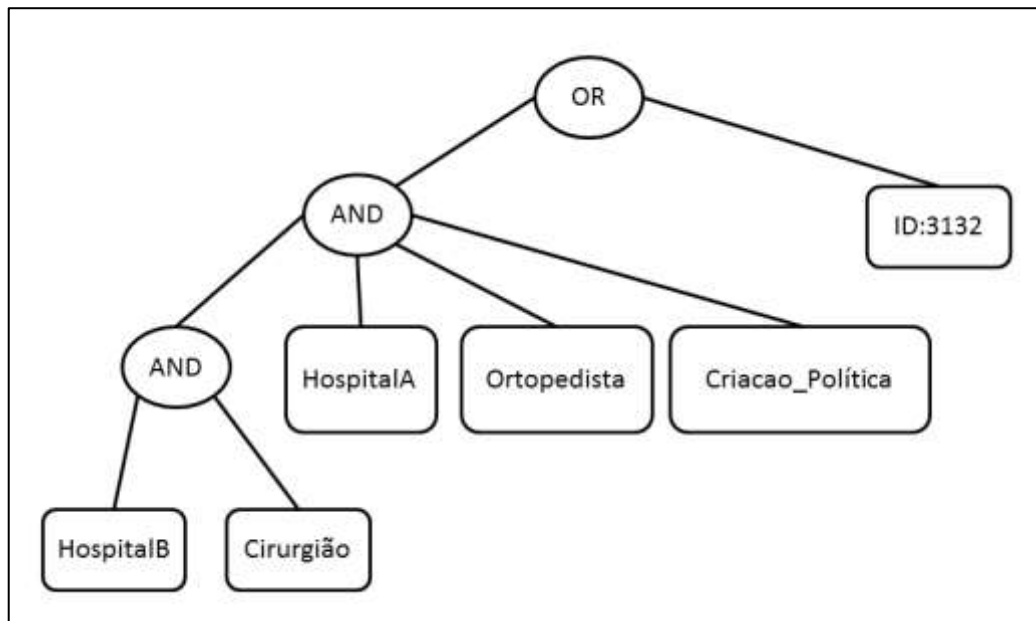 OR
AND
ID:3132
AND
HospitalA
Ortopedista
Criacao_Política
HospitalB
Cirurgião